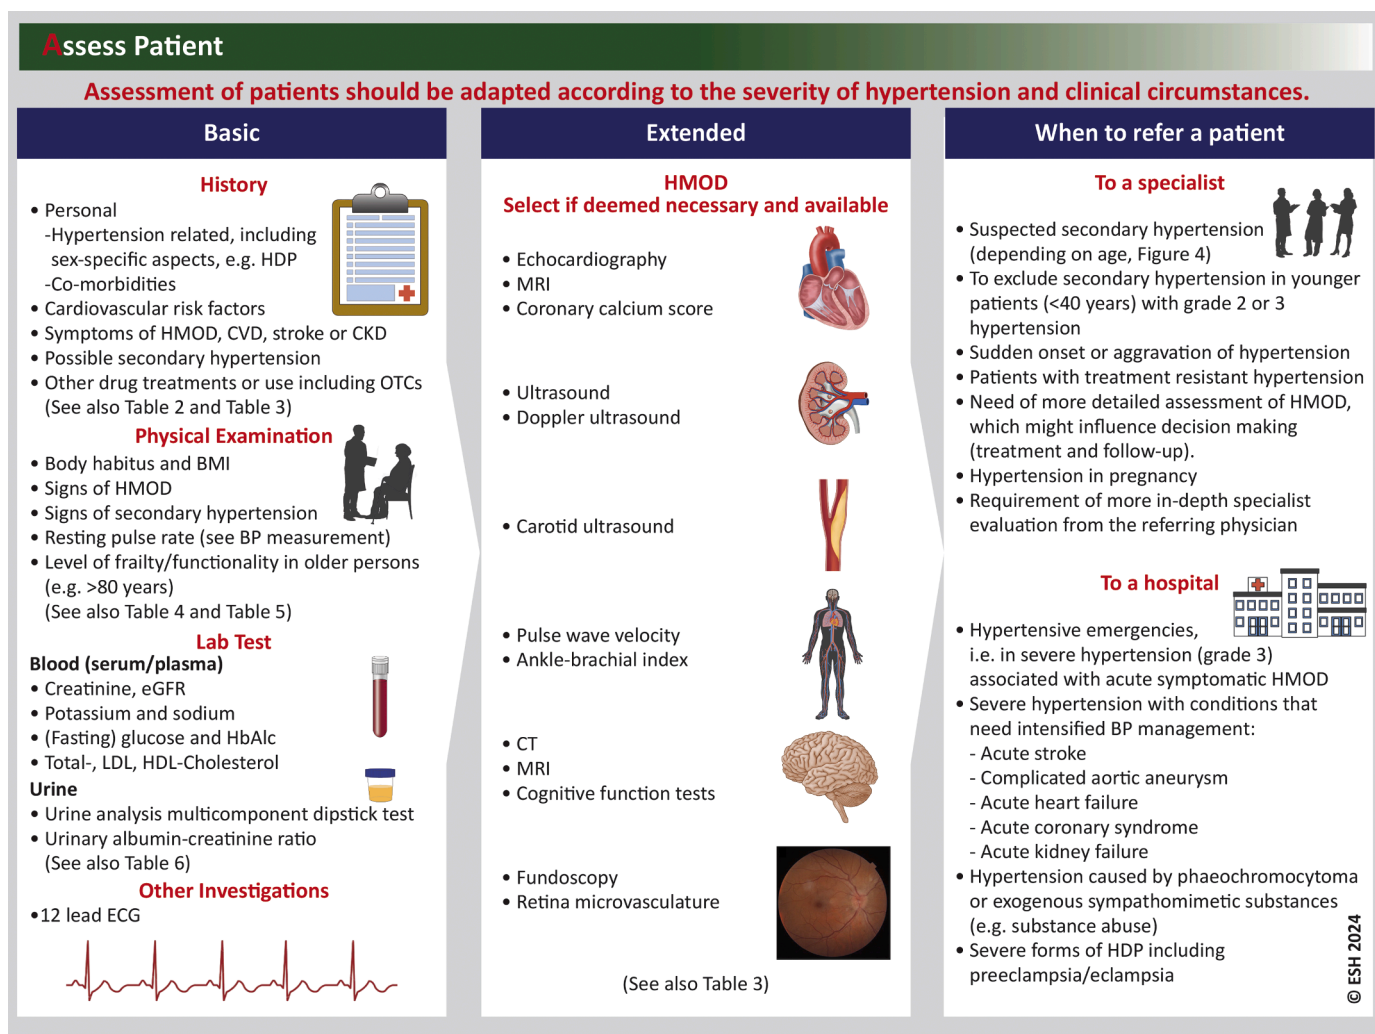 Assess Patient
Assessment of patients should be adapted according to the severity of hypertension and clinical circumstances.
Basic
History
• Personal
-Hypertension related, including
sex-specific aspects, e.g. HDP
-Co-morbidities
• Cardiovascular risk factors
• Symptoms of HMOD, CVD, stroke or CKD
• Possible secondary hypertension
• Other drug treatments or use including OTCs
(See also Table 2 and Table 3)
Physical Examination
• Body habitus and BMI
• Signs of HMOD
• Signs of secondary hypertension
• Resting pulse rate (see BP measurement)
• Level of frailty/functionality in older persons
(e.g. >80 years)
(See also Table 4 and Table 5)
Lab Test
Blood (serum/plasma)
• Creatinine, eGFR
• Potassium and sodium
• (Fasting) glucose and HbAlc
• Total-, LDL, HDL-Cholesterol
Urine
• Urine analysis multicomponent dipstick test
• Urinary albumin-creatinine ratio
(See also Table 6)
Other Investigations
•12 lead ECG
Extended
HMOD
Select if deemed necessary and available
• Echocardiography
• MRI
• Coronary calcium score
• Ultrasound
• Doppler ultrasound
• Carotid ultrasound
• Pulse wave velocity
• Ankle-brachial index
• CT
• MRI
• Cognitive function tests
• Fundoscopy
• Retina microvasculature
(See also Table 3)
When to refer a patient
To a specialist
• Suspected secondary hypertension
(depending on age, Figure 4)
• To exclude secondary hypertension in younger
patients (<40 years) with grade 2 or 3
hypertension
• Sudden onset or aggravation of hypertension
• Patients with treatment resistant hypertension
• Need of more detailed assessment of HMOD,
which might influence decision making
(treatment and follow-up).
• Hypertension in pregnancy
• Requirement of more in-depth specialist
evaluation from the referring physician
To a hospital
• Hypertensive emergencies,
i.e. in severe hypertension (grade 3)
associated with acute symptomatic HMOD
• Severe hypertension with conditions that
need intensified BP management:
- Acute stroke
- Complicated aortic aneurysm
- Acute heart failure
- Acute coronary syndrome
- Acute kidney failure
• Hypertension caused by phaeochromocytoma
or exogenous sympathomimetic substances
(e.g. substance abuse)
• Severe forms of HDP including
preeclampsia/eclampsia
© ESH 2024